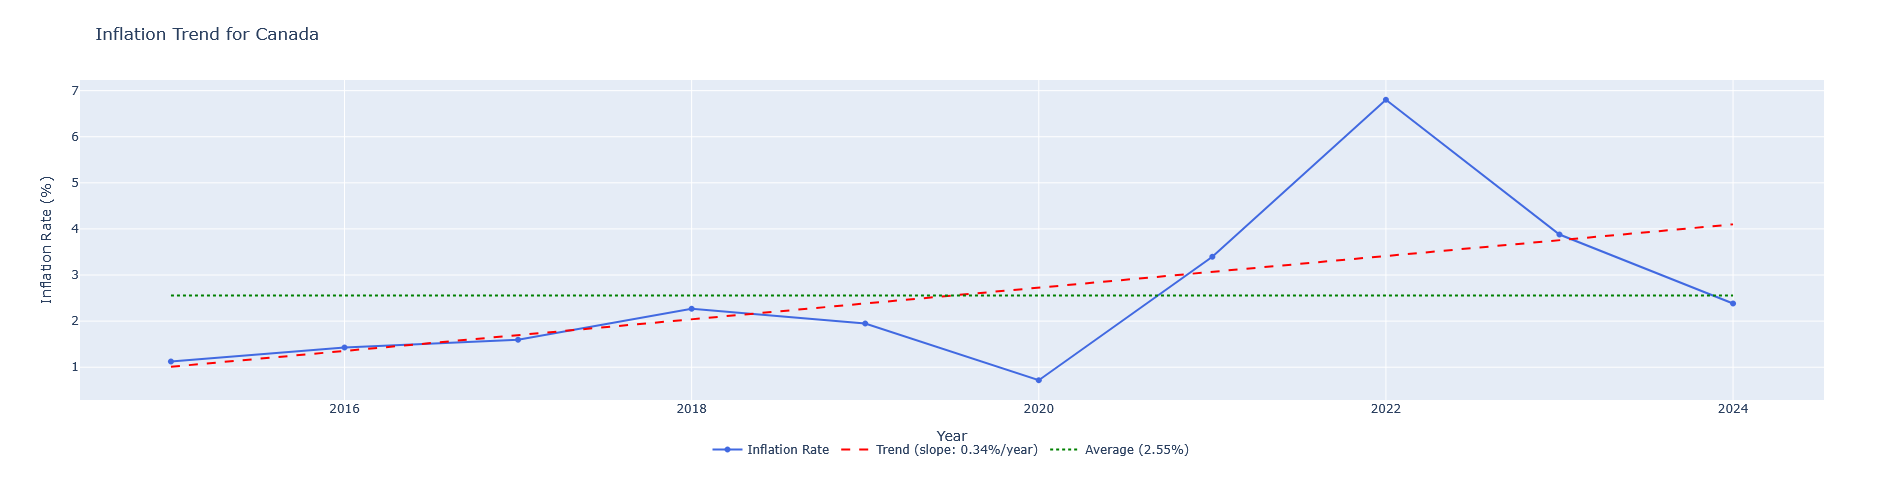 Inflation Trend for Canada
7
6
5
4
3
2
1
Inflation Rate (%)
2016 2018 2020 2022 2024
Year
Inflation Rate Trend (slope: 0.34%/year) Average (2.55%)